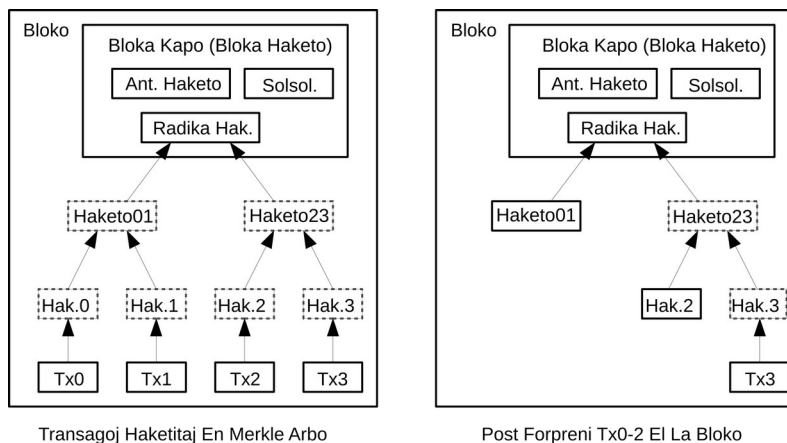 Bloko
Bloka Kapo (Bloka Haketo)
Ant. Haketo
Solsol.
Radika Hak.
Haketo01
Haketo23
Hak.0
Hak.1
Hak.2
Hak.3
Tx0
Tx1
Tx2
Tx3
Transagoj Haketitaj En Merkle Arbo
Bloko
Bloka Kapo (Bloka Haketo)
Ant. Haketo
Solsol.
Radika Hak.
Haketo01
Haketo23
Hak.2
Hak.3
Tx3
Post Forpreni Tx0-2 El La Bloko